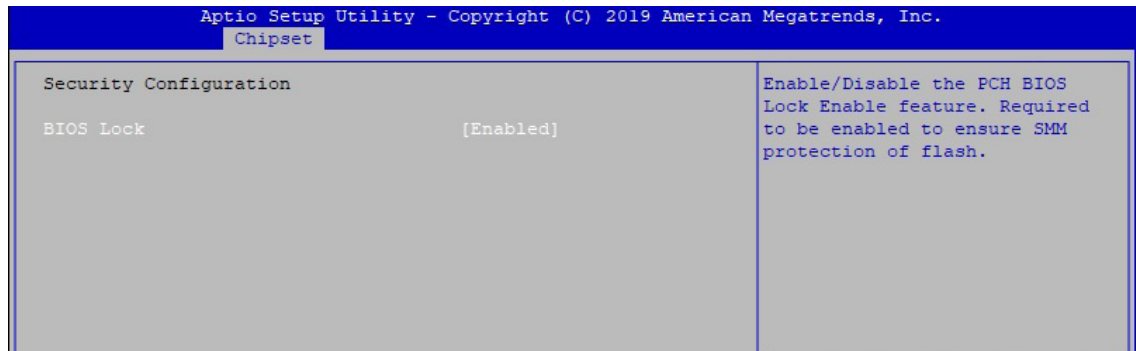 Aptio Setup Utility - Copyright (C) 2019 American Megatrends, Inc.
Chipset
Security Configuration
BIOS Lock [Enabled]
Enable/Disable the PCH BIOS
Lock Enable feature. Required
to be enabled to ensure SMM
protection of flash.